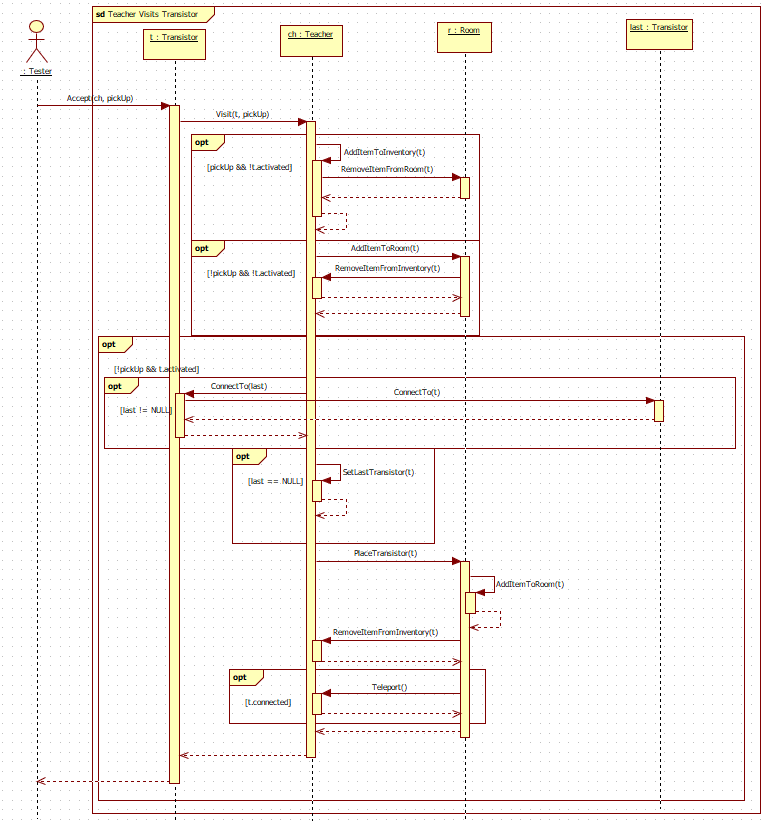 sd Teacher Visits Transistor
: Tester
t : Transistor
ch : Teacher
r : Room
last : Transistor
Accept(ch, pickUp)
Visit(t, pickUp)
opt
[pickUp && !t.activated]
AddItemToInventory(t)
RemoveItemFromRoom(t)
opt
[!pickUp && !t.activated]
AddItemToRoom(t)
RemoveItemFromInventory(t)
opt
[!pickUp && t.activated]
opt
[last != NULL]
ConnectTo(last)
ConnectTo(t)
opt
[last == NULL]
SetLastTransistor(t)
PlaceTransistor(t)
AddItemToRoom(t)
RemoveItemFromInventory(t)
opt
[t.connected]
Teleport()